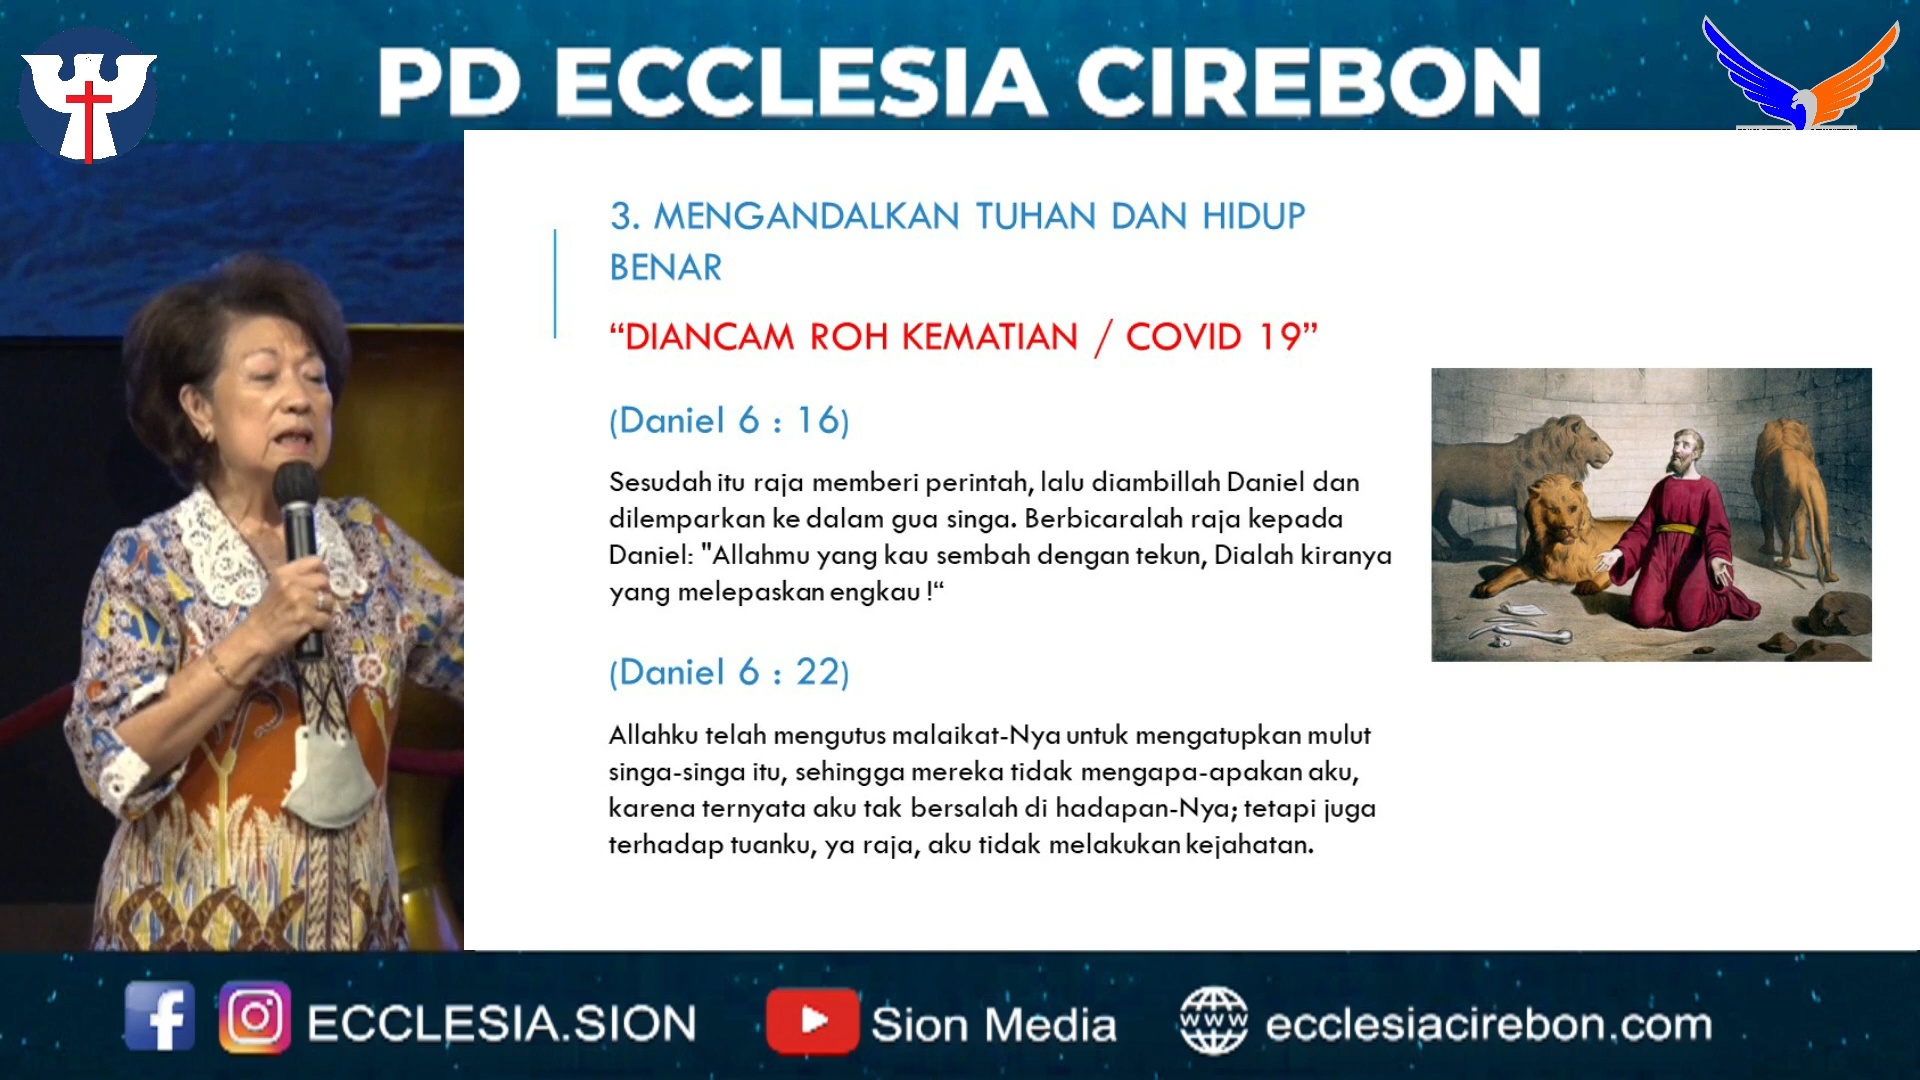 PD ECCLESIA CIREBON
3. MENGANDALKAN TUHAN DAN HIDUP
BENAR
“DIANCAM ROH KEMATIAN / COVID 19”
(Daniel 6 : 16)
Sesudah itu raja memberi perintah, lalu diambillah Daniel dan
dilemparkan ke dalam gua singa. Berbicaralah raja kepada
Daniel: "Allahmu yang kau sembah dengan tekun, Dialah kiranya
yang melepaskan engkau !“
(Daniel 6 : 22)
Allahku telah mengutus malaikat-Nya untuk mengatupkan mulut
singa-singa itu, sehingga mereka tidak mengapa-apakan aku,
karena ternyata aku tak bersalah di hadapan-Nya; tetapi juga
terhadap tuanku, ya raja, aku tidak melakukan kejahatan.
ECCLESIA.SION
Sion Media
www
ecclesiacirebon.com